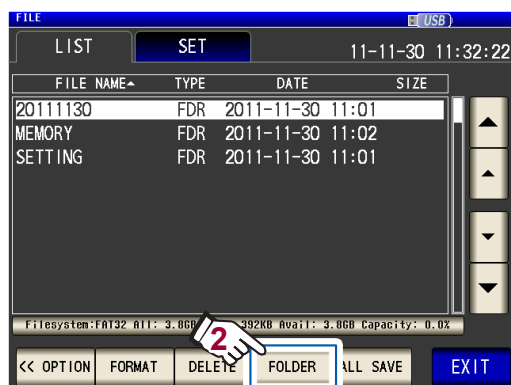 FILE USB
LIST SET 11-11-30 11:32:22
FILE NAME TYPE DATE SIZE
20111130 FDR 2011-11-30 11:01
MEMORY FDR 2011-11-30 11:02
SETTING FDR 2011-11-30 11:01
Filesystem:FAT32 All: 3.8GB 392KB Avail: 3.8GB Capacity: 0.0%
2
<< OPTION FORMAT DELETE FOLDER ALL SAVE EXIT